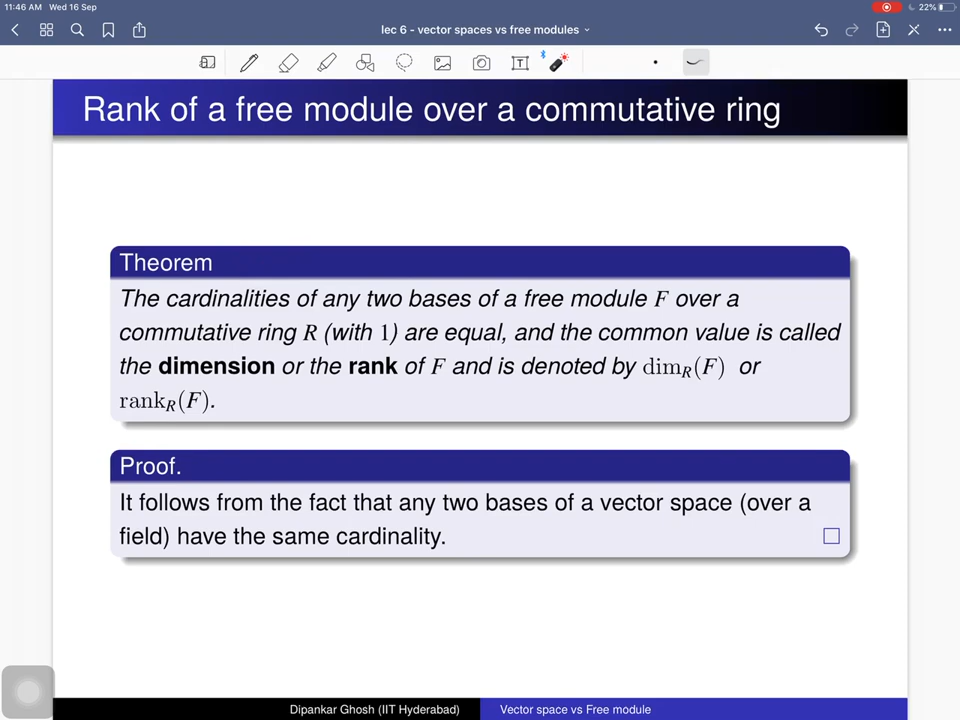 11:46 AM Wed 16 Sep
22%
lec 6 - vector spaces vs free modules
T
Rank of a free module over a commutative ring
Theorem
The cardinalities of any two bases of a free module F over a
commutative ring R (with 1) are equal, and the common value is called
the dimension or the rank of F and is denoted by dim_R(F) or
rank_R(F).
Proof.
It follows from the fact that any two bases of a vector space (over a
field) have the same cardinality.
Dipankar Ghosh (IIT Hyderabad)
Vector space vs Free module